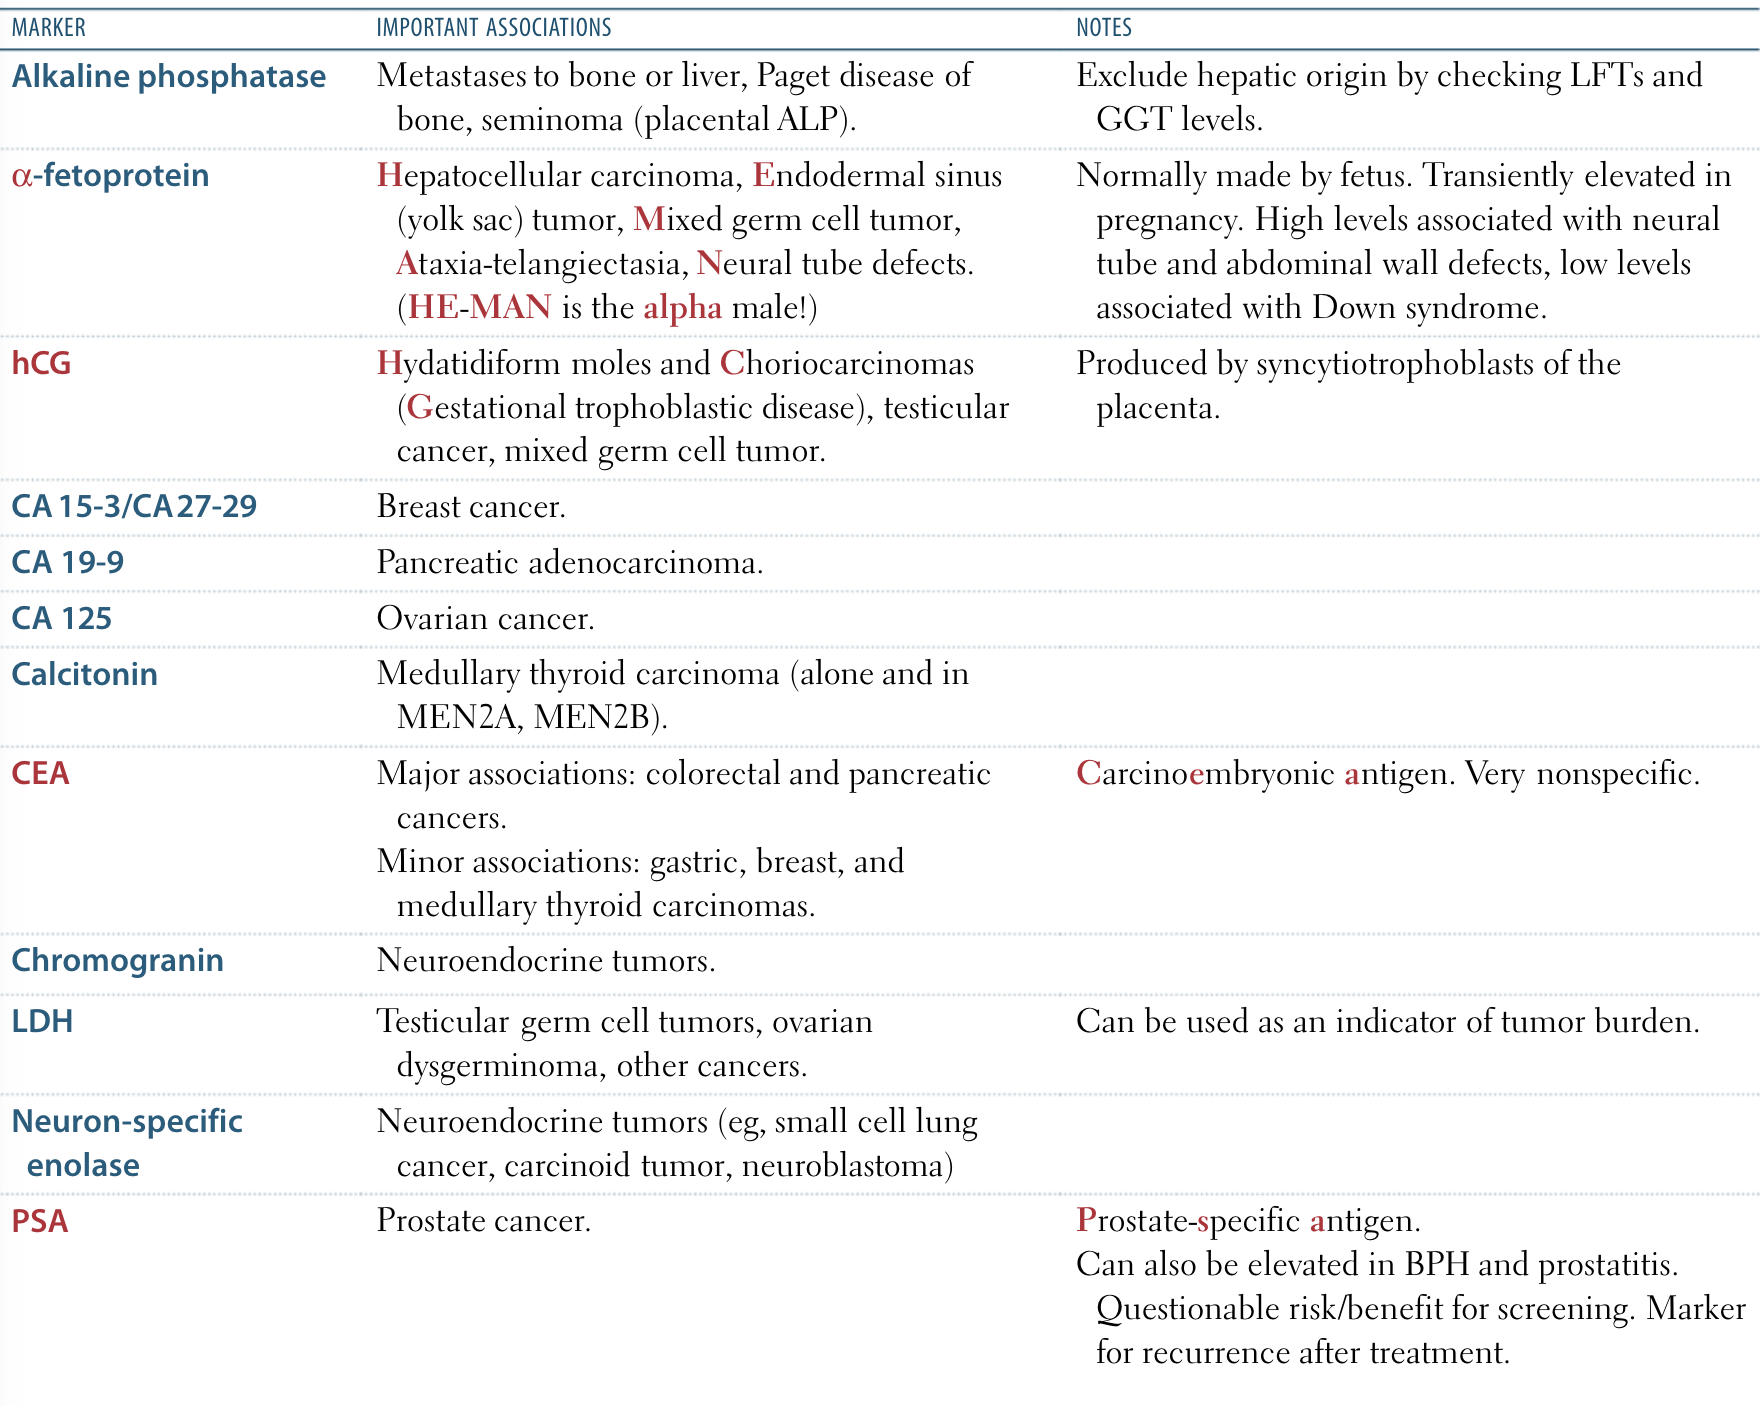 MARKER IMPORTANT ASSOCIATIONS NOTES
Alkaline phosphatase Metastases to bone or liver, Paget disease of Exclude hepatic origin by checking LFTs and
bone, seminoma (placental ALP). GGT levels.
α-fetoprotein Hepatocellular carcinoma, Endodermal sinus Normally made by fetus. Transiently elevated in
(yolk sac) tumor, Mixed germ cell tumor, pregnancy. High levels associated with neural
Ataxia-telangiectasia, Neural tube defects. tube and abdominal wall defects, low levels
(HE-MAN is the alpha male!) associated with Down syndrome.
hCG Hydatidiform moles and Choriocarcinomas Produced by syncytiotrophoblasts of the
(Gestational trophoblastic disease), testicular placenta.
cancer, mixed germ cell tumor.
CA 15-3/CA 27-29 Breast cancer.
CA 19-9 Pancreatic adenocarcinoma.
CA 125 Ovarian cancer.
Calcitonin Medullary thyroid carcinoma (alone and in
MEN2A, MEN2B).
CEA Major associations: colorectal and pancreatic Carcinoembryonic antigen. Very nonspecific.
cancers.
Minor associations: gastric, breast, and
medullary thyroid carcinomas.
Chromogranin Neuroendocrine tumors.
LDH Testicular germ cell tumors, ovarian Can be used as an indicator of tumor burden.
dysgerminoma, other cancers.
Neuron-specific Neuroendocrine tumors (eg, small cell lung
enolase cancer, carcinoid tumor, neuroblastoma)
PSA Prostate cancer. Prostate-specific antigen.
Can also be elevated in BPH and prostatitis.
Questionable risk/benefit for screening. Marker
for recurrence after treatment.